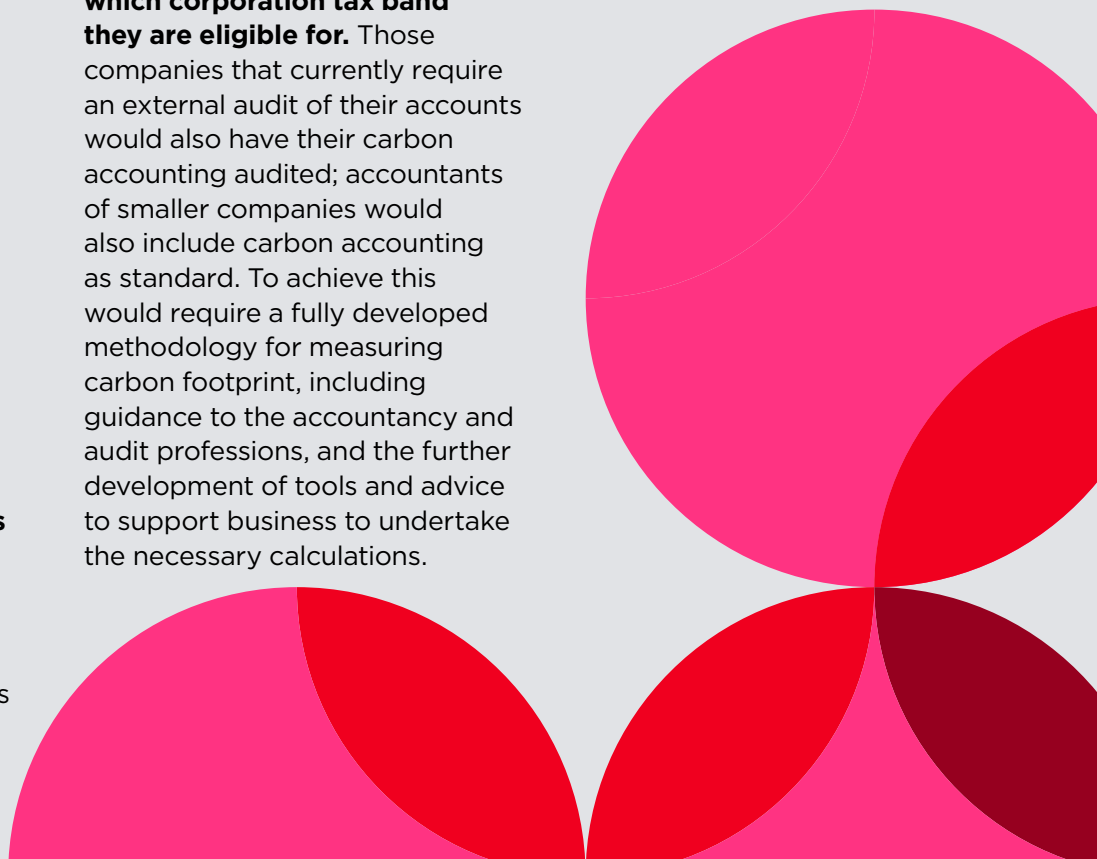 which corporation tax band
they are eligible for. Those
companies that currently require
an external audit of their accounts
would also have their carbon
accounting audited; accountants
of smaller companies would
also include carbon accounting
as standard. To achieve this
would require a fully developed
methodology for measuring
carbon footprint, including
guidance to the accountancy and
audit professions, and the further
development of tools and advice
to support business to undertake
the necessary calculations.